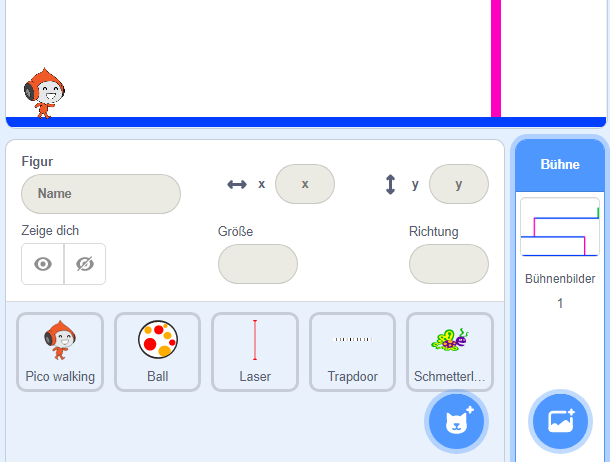 Figur
Name
x
x
y
y
Zeige dich
Größe
Richtung
Pico walking
Ball
Laser
Trapdoor
Schmetterl...
Bühne
Bühnenbilder
1